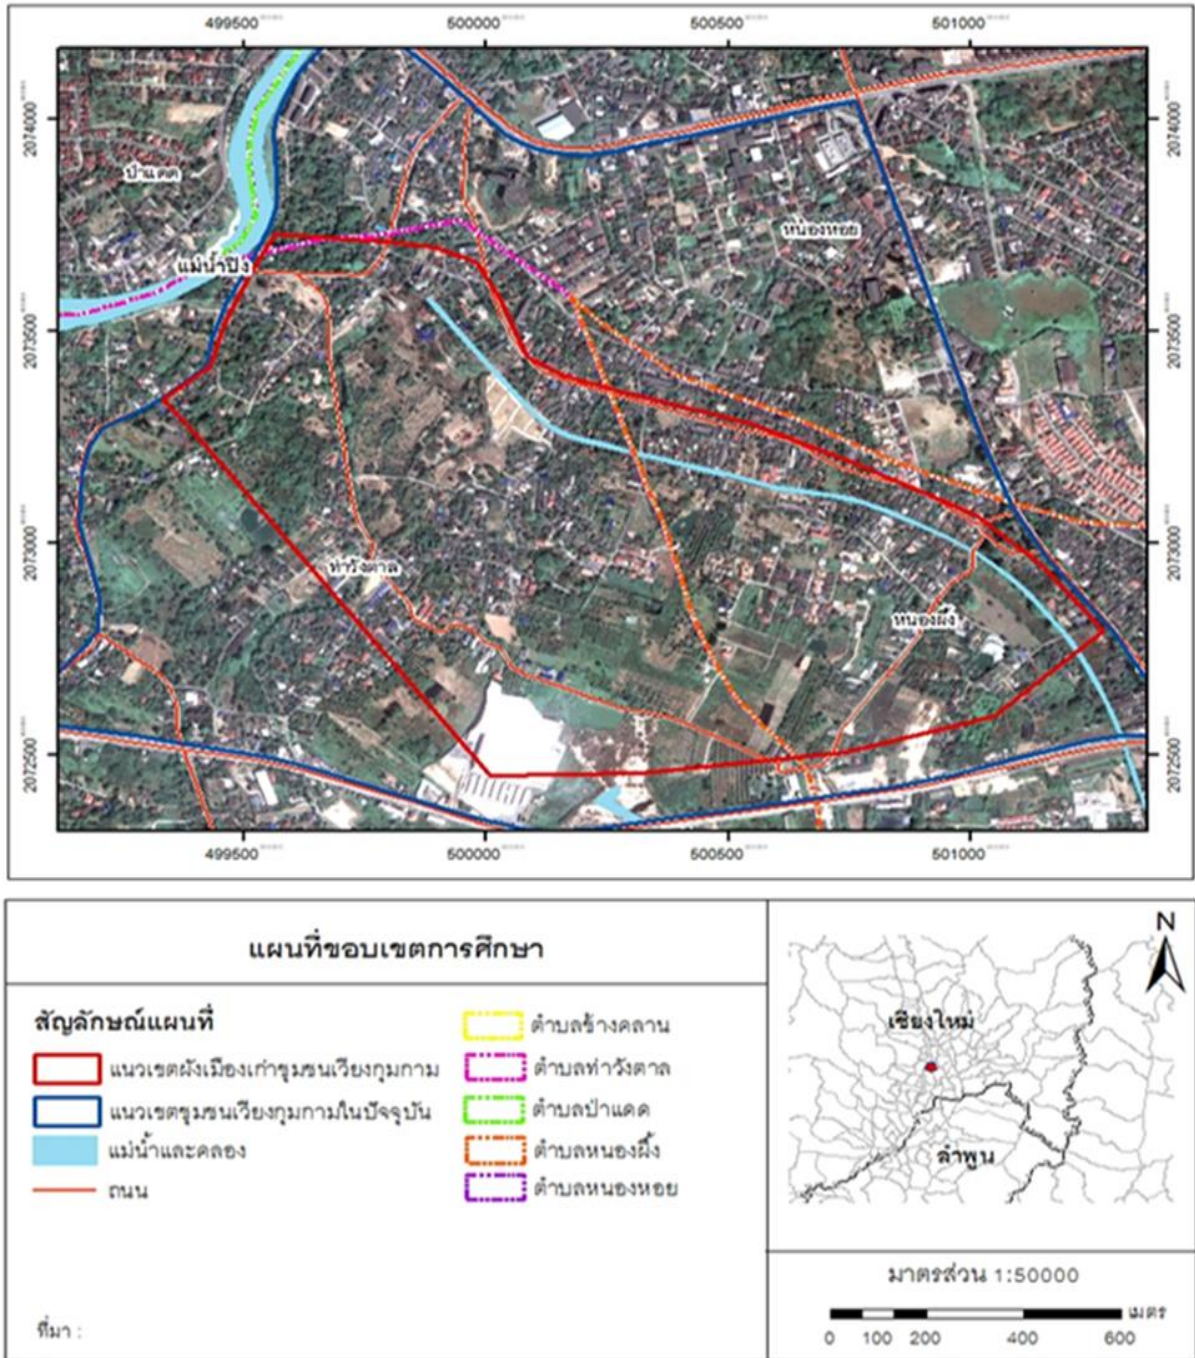 499500 500000 500500 501000
2074000 2074000
ป่าแดด
หนองหอย
แม่น้ำปิง
2073500 2073500
2073000 2073000
ท่าวังตาล
หนองผึ้ง
2072500 2072500
499500 500000 500500 501000
แผนที่ขอบเขตการศึกษา
สัญลักษณ์แผนที่
แนวเขตผังเมืองเก่าชุมชนเวียงกุมกาม
แนวเขตชุมชนเวียงกุมกามในปัจจุบัน
แม่น้ำและคลอง
ถนน
ตำบลช้างคลาน
ตำบลท่าวังตาล
ตำบลป่าแดด
ตำบลหนองผึ้ง
ตำบลหนองหอย
ที่มา :
N
เชียงใหม่
ลำพูน
มาตรส่วน 1:50000
เมตร
0 100 200 400 600